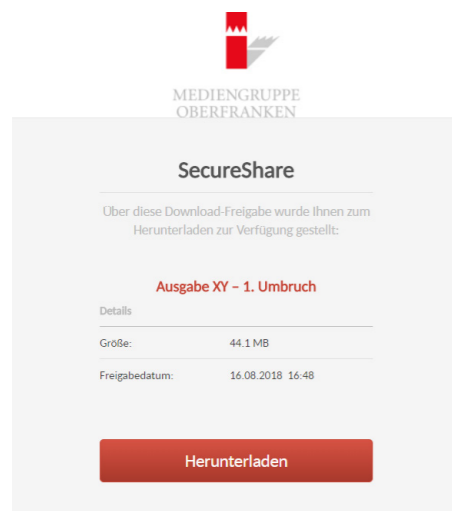 MEDIENGRUPPE
OBERFRANKEN
SecureShare
Über diese Download-Freigabe wurde Ihnen zum
Herunterladen zur Verfügung gestellt:
Ausgabe XY – 1. Umbruch
Details
Größe: 44.1 MB
Freigabedatum: 16.08.2018 16:48
Herunterladen